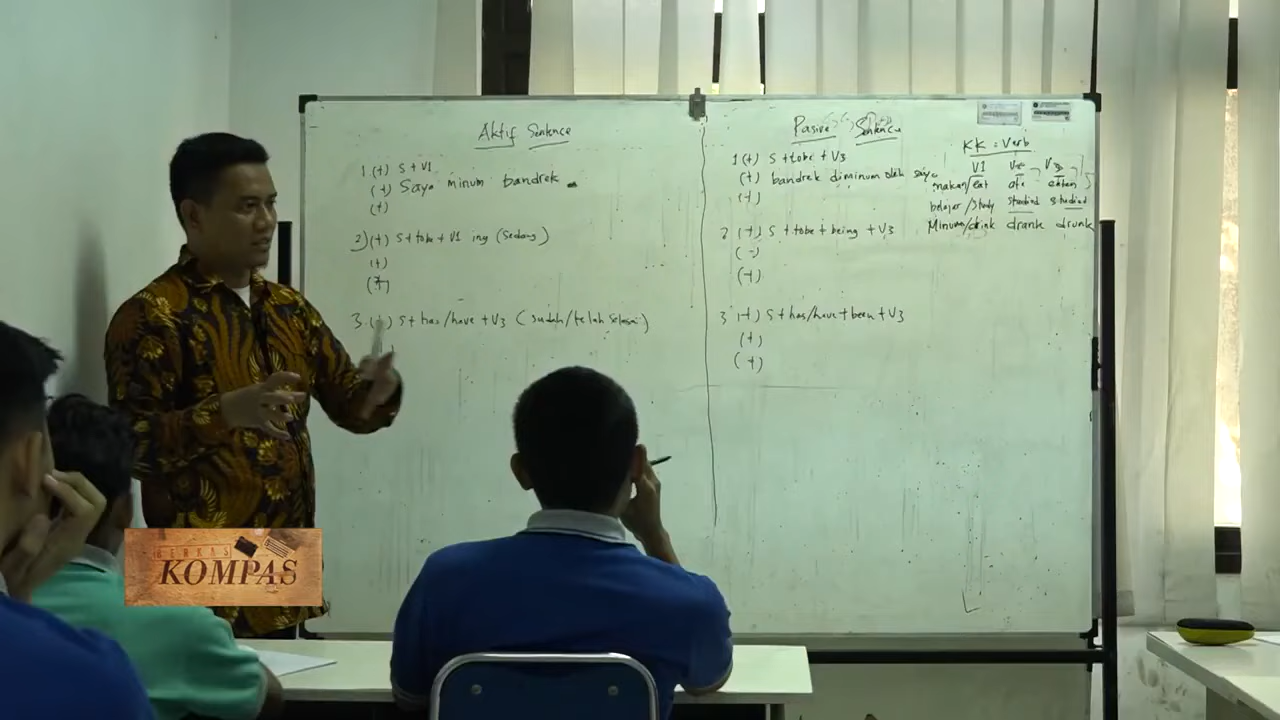 Aktif Sentence
1 (+) S + V1
(+) Saya minum bandrek
(+)
2) (+) S + tobe + V1 ing (Sedang)
(+)
(+)
3. (+) S + has/have + V3 (sudah/telah selesai)
Pasive Sentence
1 (+) S + tobe + V3
(+) bandrek diminum oleh saya
(-)
2 (+) S + tobe + being + V3
(-)
(+)
3 (+) S + has/have + been + V3
(+)
(+)
KK = Verb
V1 V2 V3
makan/eat ate eaten
belajar/study studied studied
Minum/drink drank drunk
BERKAS
KOMPAS